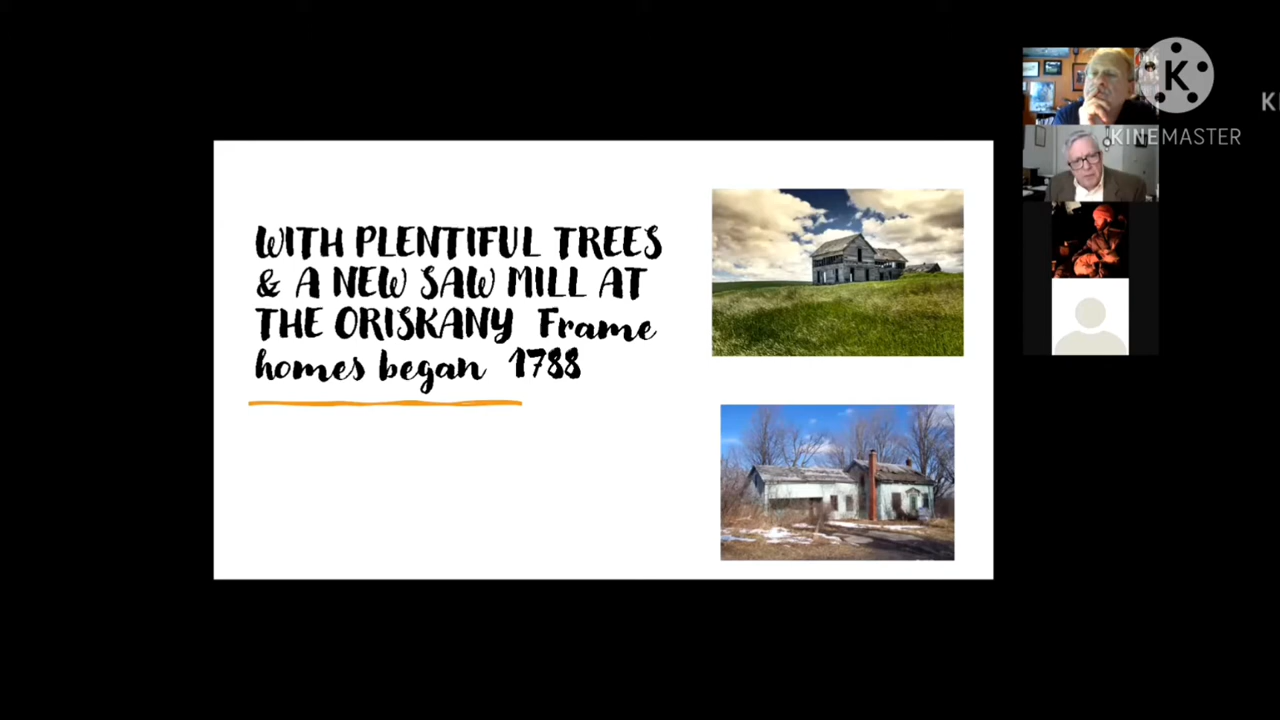 WITH PLENTIFUL TREES
& A NEW SAW MILL AT
THE ORISKANY Frame
homes began 1788
K
KINEMASTER
K